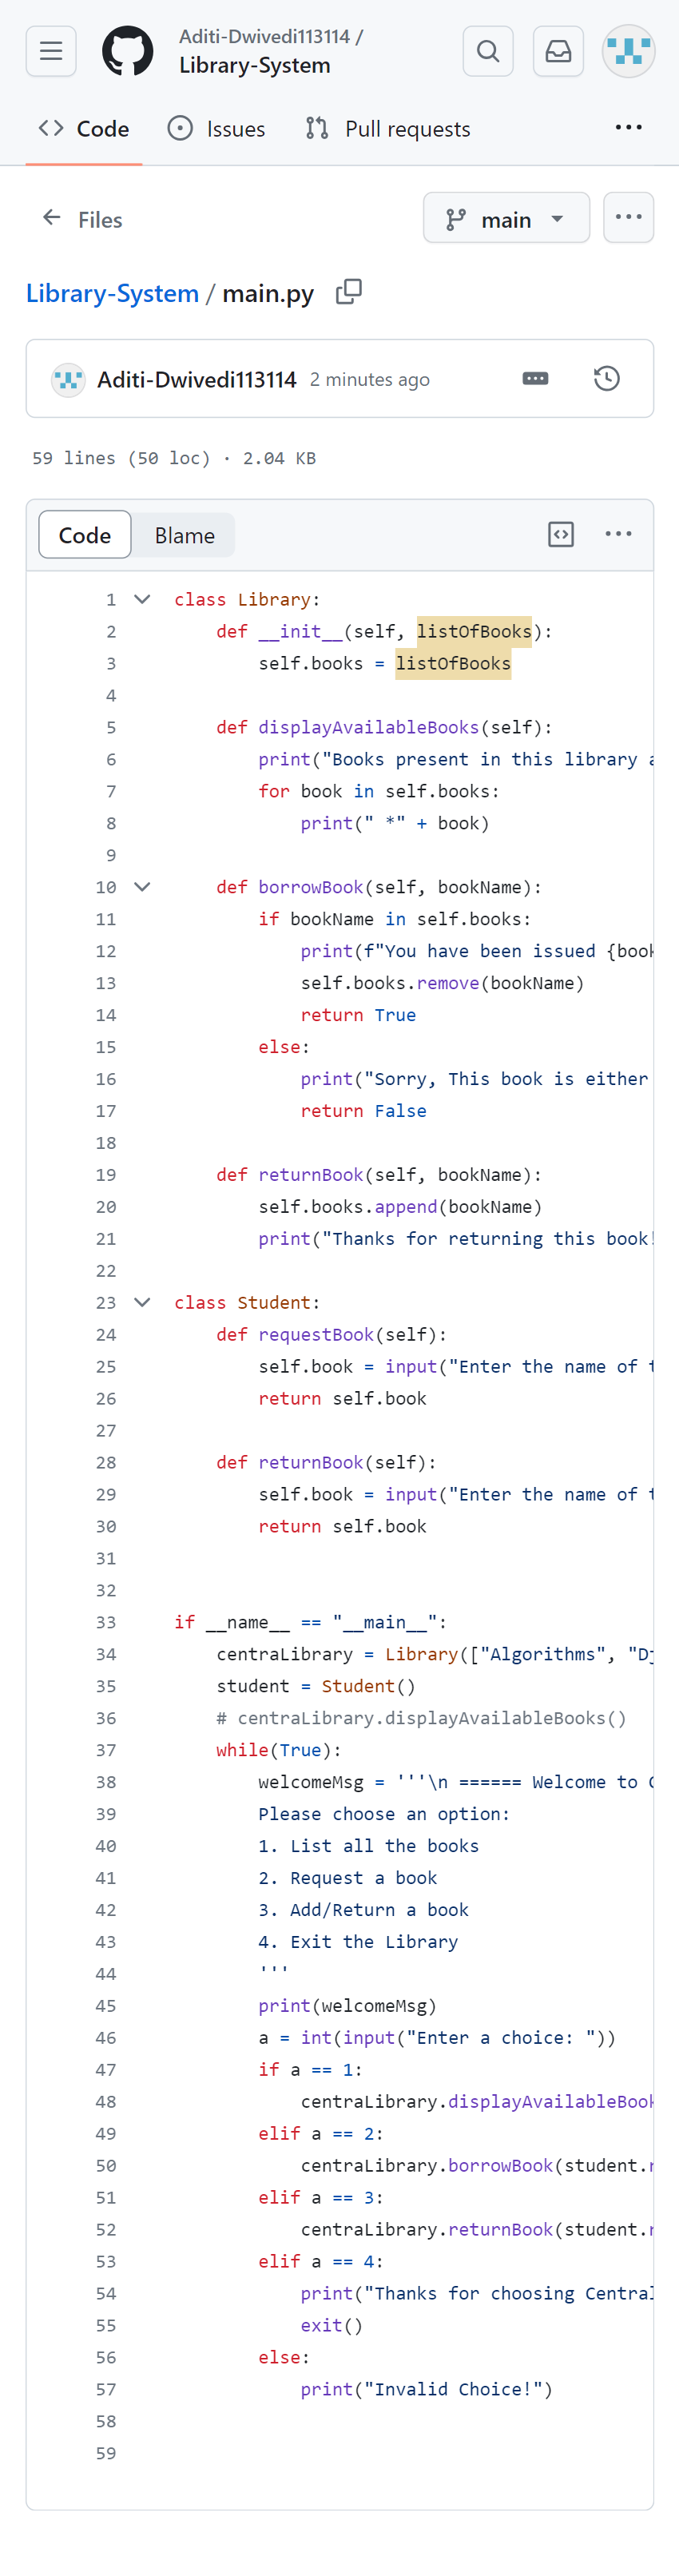 Aditi-Dwivedi113114 /
Library-System
Code Issues Pull requests
Files main
Library-System / main.py
Aditi-Dwivedi113114 2 minutes ago
59 lines (50 loc) · 2.04 KB
Code Blame
1 class Library:
2     def __init__(self, listOfBooks):
3         self.books = listOfBooks
4
5     def displayAvailableBooks(self):
6         print("Books present in this library a
7         for book in self.books:
8             print(" *" + book)
9
10     def borrowBook(self, bookName):
11         if bookName in self.books:
12             print(f"You have been issued {book
13             self.books.remove(bookName)
14             return True
15         else:
16             print("Sorry, This book is either
17             return False
18
19     def returnBook(self, bookName):
20         self.books.append(bookName)
21         print("Thanks for returning this book!
22
23 class Student:
24     def requestBook(self):
25         self.book = input("Enter the name of t
26         return self.book
27
28     def returnBook(self):
29         self.book = input("Enter the name of t
30         return self.book
31
32
33 if __name__ == "__main__":
34     centraLibrary = Library(["Algorithms", "Dj
35     student = Student()
36     # centraLibrary.displayAvailableBooks()
37     while(True):
38         welcomeMsg = '''\n ====== Welcome to C
39         Please choose an option:
40         1. List all the books
41         2. Request a book
42         3. Add/Return a book
43         4. Exit the Library
44         '''
45         print(welcomeMsg)
46         a = int(input("Enter a choice: "))
47         if a == 1:
48             centraLibrary.displayAvailableBook
49         elif a == 2:
50             centraLibrary.borrowBook(student.r
51         elif a == 3:
52             centraLibrary.returnBook(student.r
53         elif a == 4:
54             print("Thanks for choosing Central
55             exit()
56         else:
57             print("Invalid Choice!")
58
59